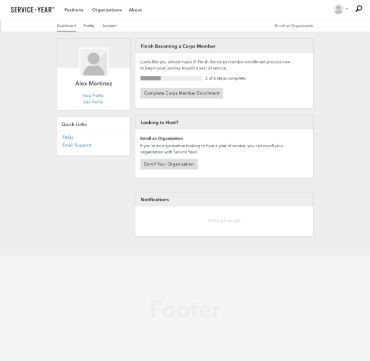 SERVICE • YEAR™
Positions Organizations About
Dashboard Profile Account
Enroll an Organization
Alex Martinez
View Profile
Edit Profile
Quick Links
FAQs
Email Support
Finish Becoming a Corps Member
Looks like you almost made it! Finish the corps member enrollment process now
to begin your journey toward a year of service.
2 of 6 steps complete
Complete Corps Member Enrollment
Looking to Host?
Enroll an Organization
If you're an organization looking to host a year of service, you can enroll your
organization with Service Year!
Enroll Your Organization
Notifications
Footer